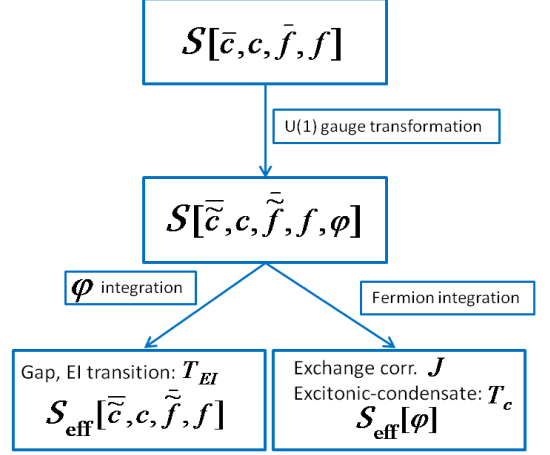 S[c̄,c,f̄,f]
U(1) gauge transformation
S[c̃̄,c,f̃̄,f,φ]
φ integration
Fermion integration
Gap, EI transition: T_EI
S_eff[c̃̄,c,f̃̄,f]
Exchange corr. J
Excitonic-condensate: T_c
S_eff[φ]